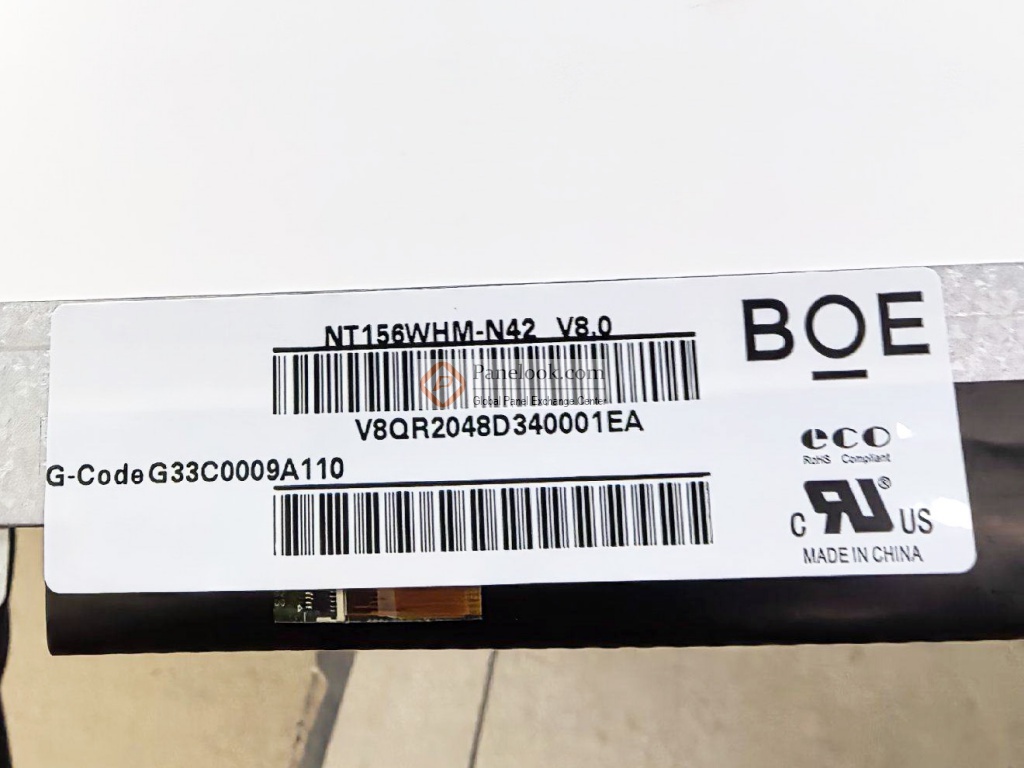 NT156WHM-N42 V8.0
BOE
Panelook.com
Global Panel Exchange Center
V8QR2048D340001EA
eco
RoHS Compliant
G-Code G33C0009A110
C RU ® US
MADE IN CHINA